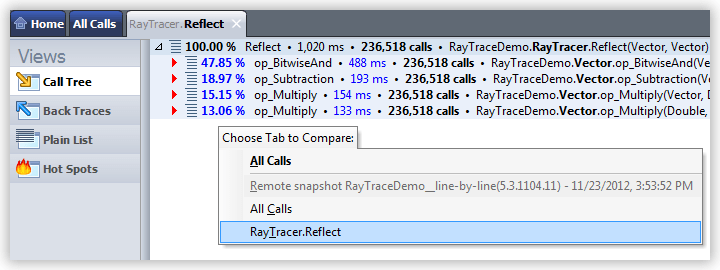 Home All Calls RayTracer.Reflect
Views
Call Tree
Back Traces
Plain List
Hot Spots
100.00 % Reflect • 1,020 ms • 236,518 calls • RayTraceDemo.RayTracer.Reflect(Vector, Vector)
47.85 % op_BitwiseAnd • 488 ms • 236,518 calls • RayTraceDemo.Vector.op_BitwiseAnd(Ve
18.97 % op_Subtraction • 193 ms • 236,518 calls • RayTraceDemo.Vector.op_Subtraction(Ve
15.15 % op_Multiply • 154 ms • 236,518 calls • RayTraceDemo.Vector.op_Multiply(Vector, D
13.06 % op_Multiply • 133 ms • 236,518 calls • RayTraceDemo.Vector.op_Multiply(Double,
Choose Tab to Compare:
All Calls
Remote snapshot RayTraceDemo__line-by-line(5.3.1104.11) - 11/23/2012, 3:53:52 PM
All Calls
RayTracer.Reflect